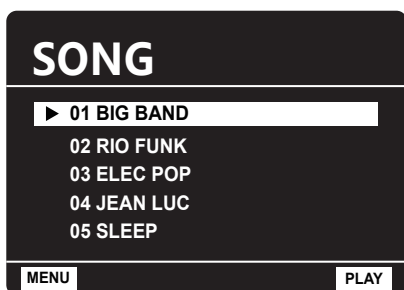 SONG
01 BIG BAND
02 RIO FUNK
03 ELEC POP
04 JEAN LUC
05 SLEEP
MENU PLAY